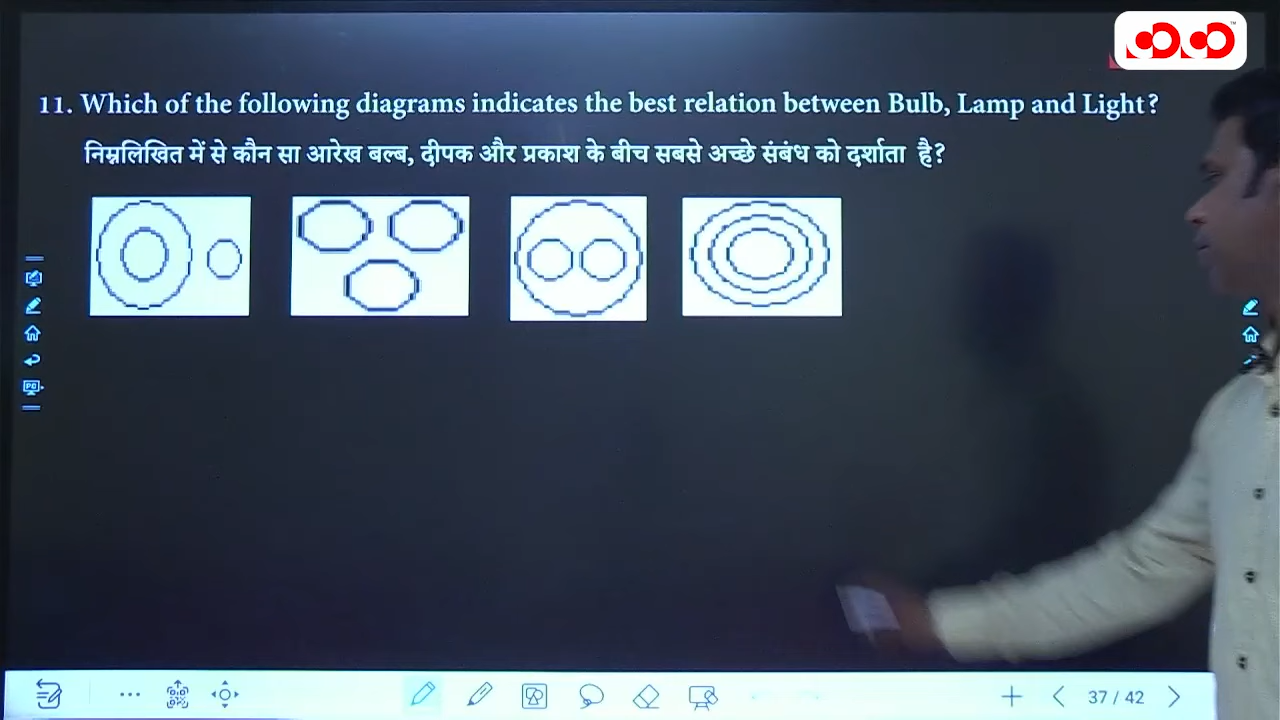 11. Which of the following diagrams indicates the best relation between Bulb, Lamp and Light?
निम्नलिखित में से कौन सा आरेख बल्ब, दीपक और प्रकाश के बीच सबसे अच्छे संबंध को दर्शाता है?
PC
37 / 42